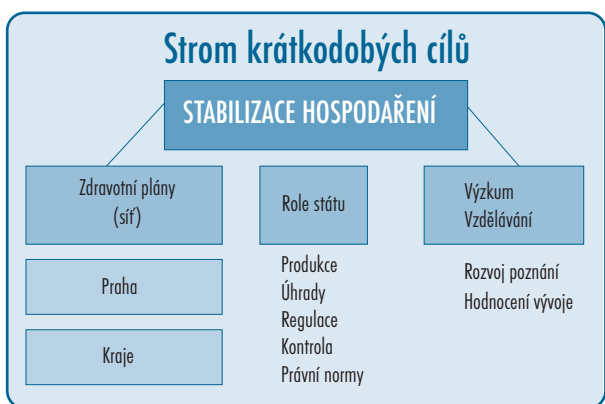 Strom krátkodobých cílů
STABILIZACE HOSPODAŘENÍ
Zdravotní plány
(síť)
Praha
Kraje
Role státu
Produkce
Úhrady
Regulace
Kontrola
Právní normy
Výzkum
Vzdělávání
Rozvoj poznání
Hodnocení vývoje